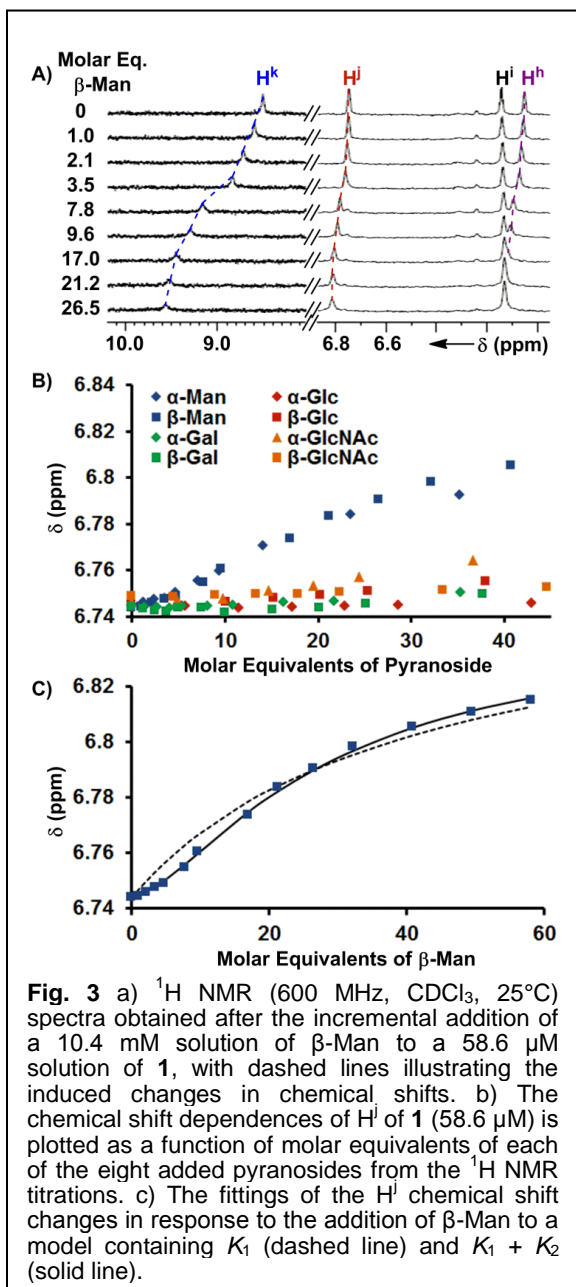 Molar Eq.
β-Man
A)
H^k
H^j
H^i
H^h
0
1.0
2.1
3.5
7.8
9.6
17.0
21.2
26.5
10.0 9.0 6.8 6.6 ← δ (ppm)
B)
α-Man α-Glc
β-Man β-Glc
α-Gal α-GlcNAc
β-Gal β-GlcNAc
6.84
6.82
6.8
6.78
6.76
6.74
δ (ppm)
0 10 20 30 40
Molar Equivalents of Pyranoside
C)
6.82
6.8
6.78
6.76
6.74
δ (ppm)
0 20 40 60
Molar Equivalents of β-Man
Fig. 3 a) ¹H NMR (600 MHz, CDCl₃, 25°C)
spectra obtained after the incremental addition of
a 10.4 mM solution of β-Man to a 58.6 µM
solution of 1, with dashed lines illustrating the
induced changes in chemical shifts. b) The
chemical shift dependences of H^j of 1 (58.6 µM) is
plotted as a function of molar equivalents of each
of the eight added pyranosides from the ¹H NMR
titrations. c) The fittings of the H^j chemical shift
changes in response to the addition of β-Man to a
model containing K₁ (dashed line) and K₁ + K₂
(solid line).